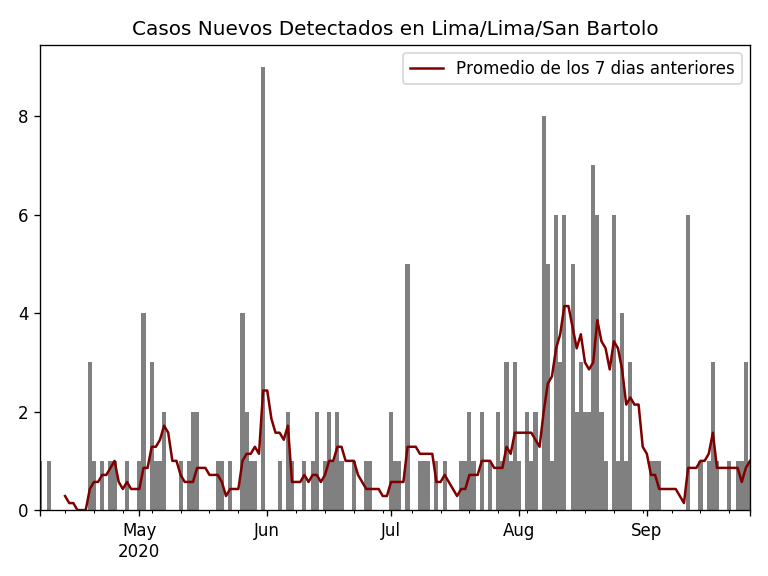 Casos Nuevos Detectados en Lima/Lima/San Bartolo
Promedio de los 7 dias anteriores
8
6
4
2
0
May Jun Jul Aug Sep
2020